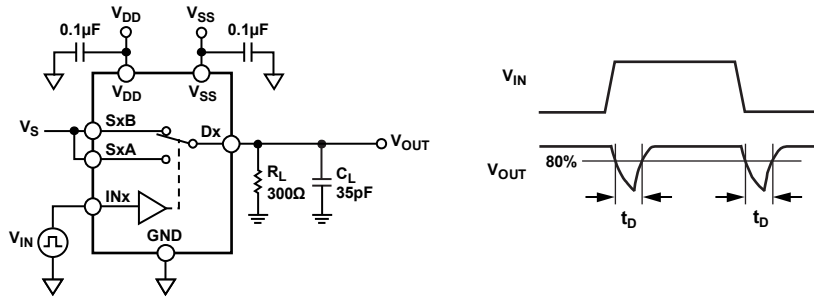 V_DD V_SS
0.1µF 0.1µF
V_DD V_SS
V_S SxB Dx V_OUT
SxA
R_L
300Ω
C_L
35pF
INx
V_IN
GND
V_IN
V_OUT
80%
t_D t_D